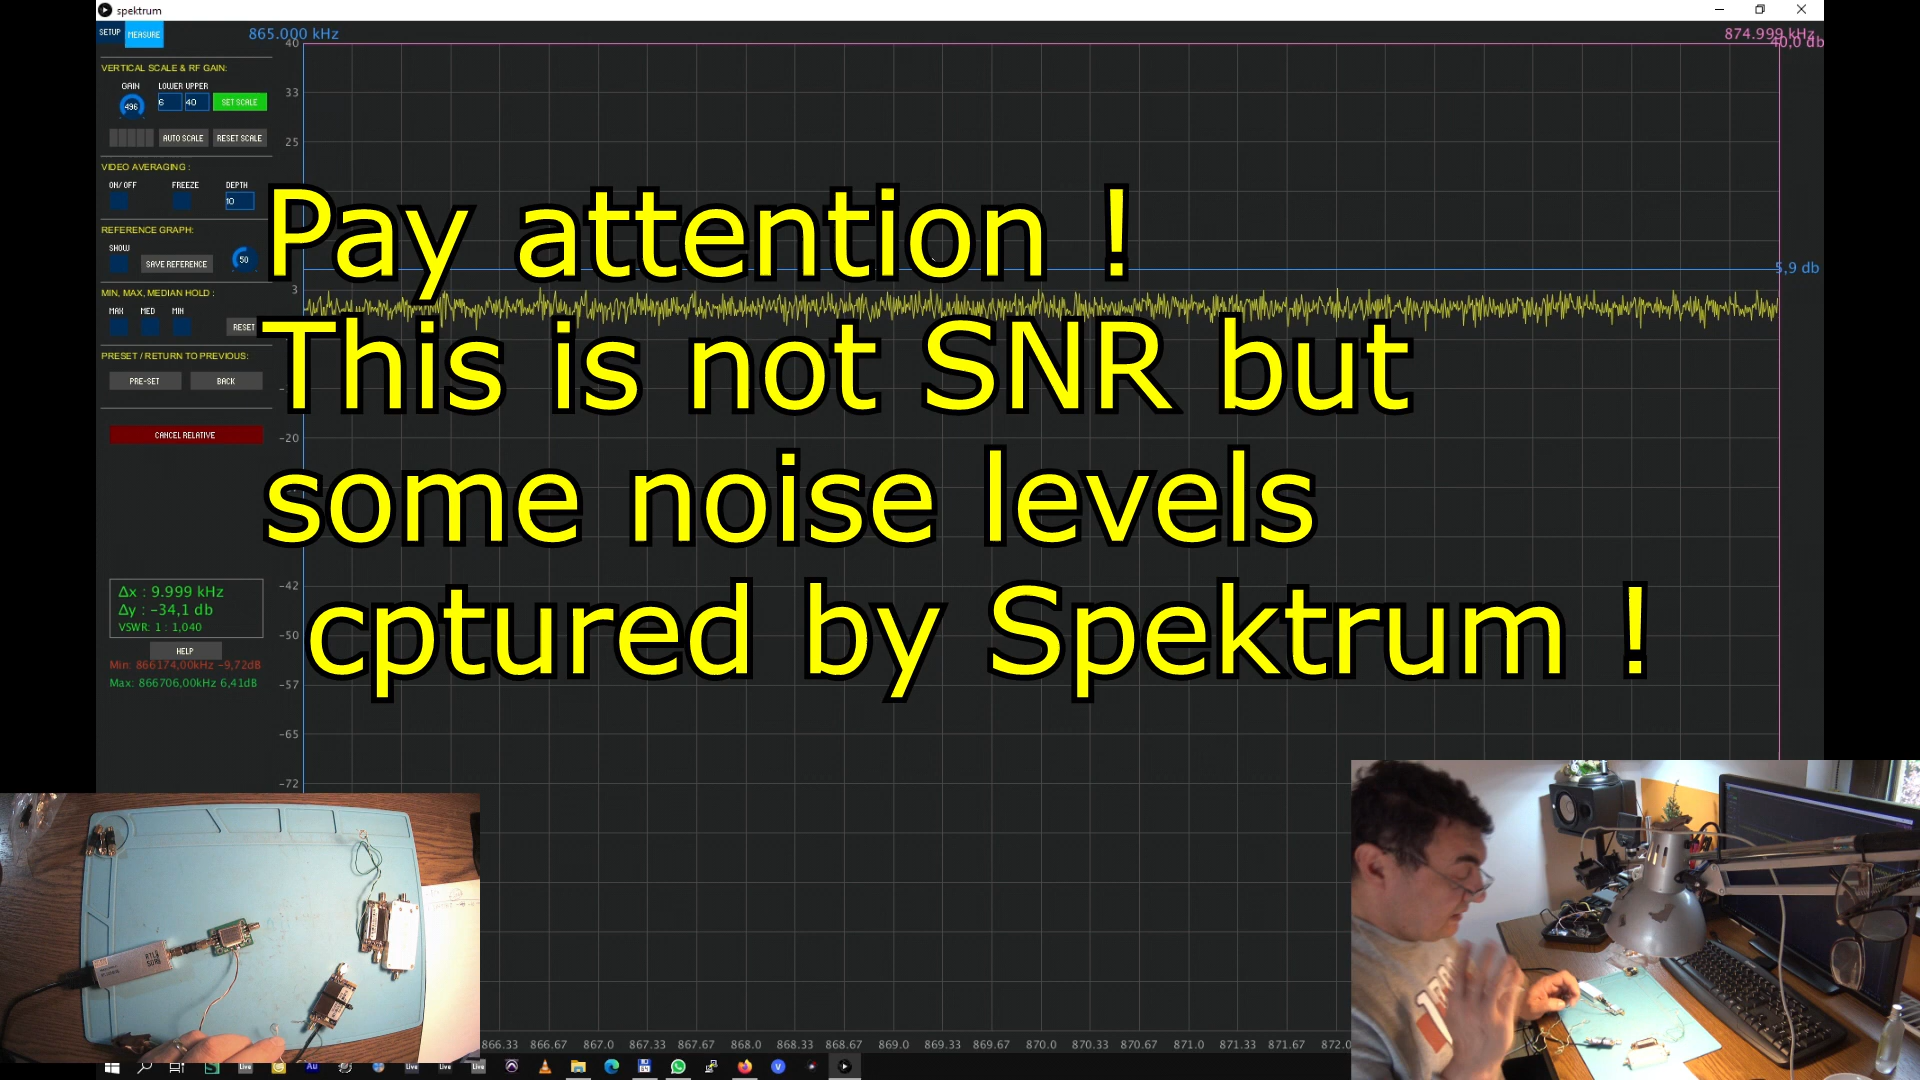 spektrum
SETUP MEASURE
865.000 kHz
874.999 kHz
40,0 db
VERTICAL SCALE & RF GAIN:
GAIN LOWER UPPER
496 6 40 SET SCALE
AUTO SCALE RESET SCALE
VIDEO AVERAGING :
ON/OFF FREEZE DEPTH
10
REFERENCE GRAPH:
SHOW
SAVE REFERENCE 50
MIN, MAX, MEDIAN HOLD :
MAX MED MIN
RESET
PRESET / RETURN TO PREVIOUS:
PRE-SET BACK
CANCEL RELATIVE
Δx : 9.999 kHz
Δy : -34,1 db
VSWR: 1 : 1,040
HELP
Min: 866174,00kHz -9,72dB
Max: 866706,00kHz 6,41dB
40
33
25
3
-20
-42
-50
-57
-65
-72
5,9 db
Pay attention !
This is not SNR but
some noise levels
cptured by Spektrum !
866.33 866.67 867.0 867.33 867.67 868.0 868.33 868.67 869.0 869.33 869.67 870.0 870.33 870.67 871.0 871.33 871.67 872.0
Live Au Live Live Live